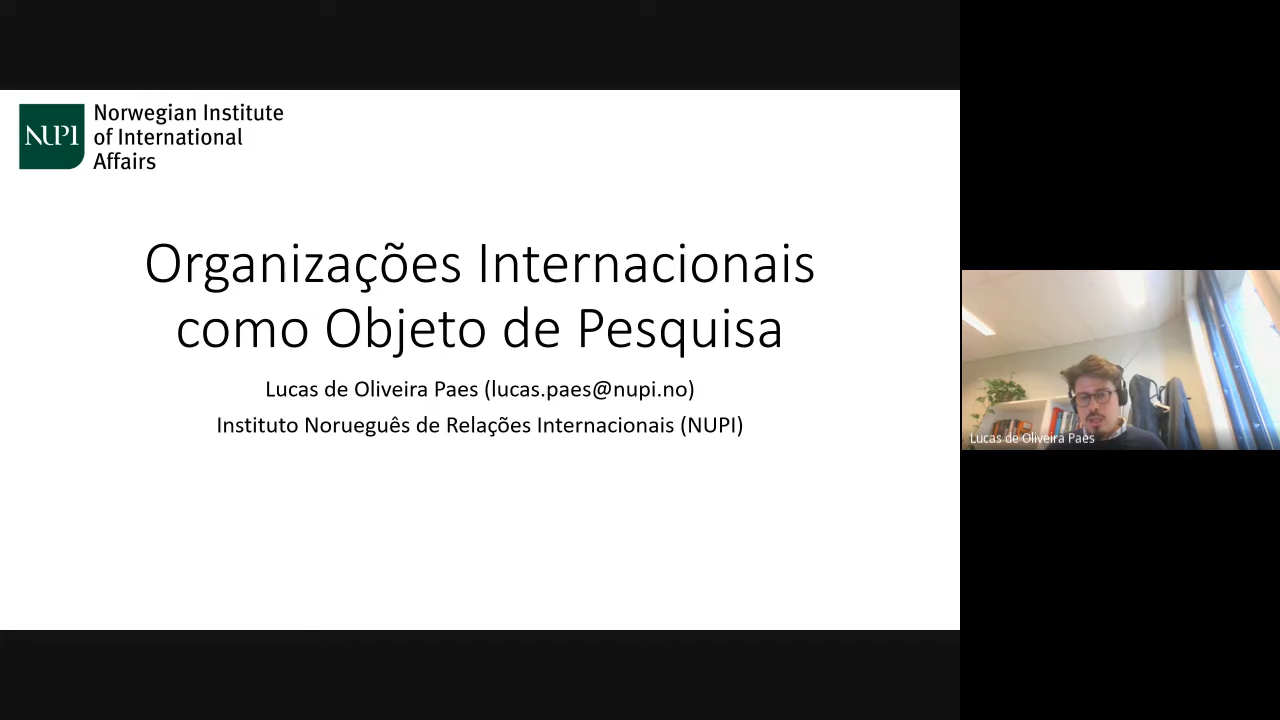 NUPI
Norwegian Institute
of International
Affairs
Organizações Internacionais
como Objeto de Pesquisa
Lucas de Oliveira Paes (lucas.paes@nupi.no)
Instituto Norueguês de Relações Internacionais (NUPI)
Lucas de Oliveira Paes